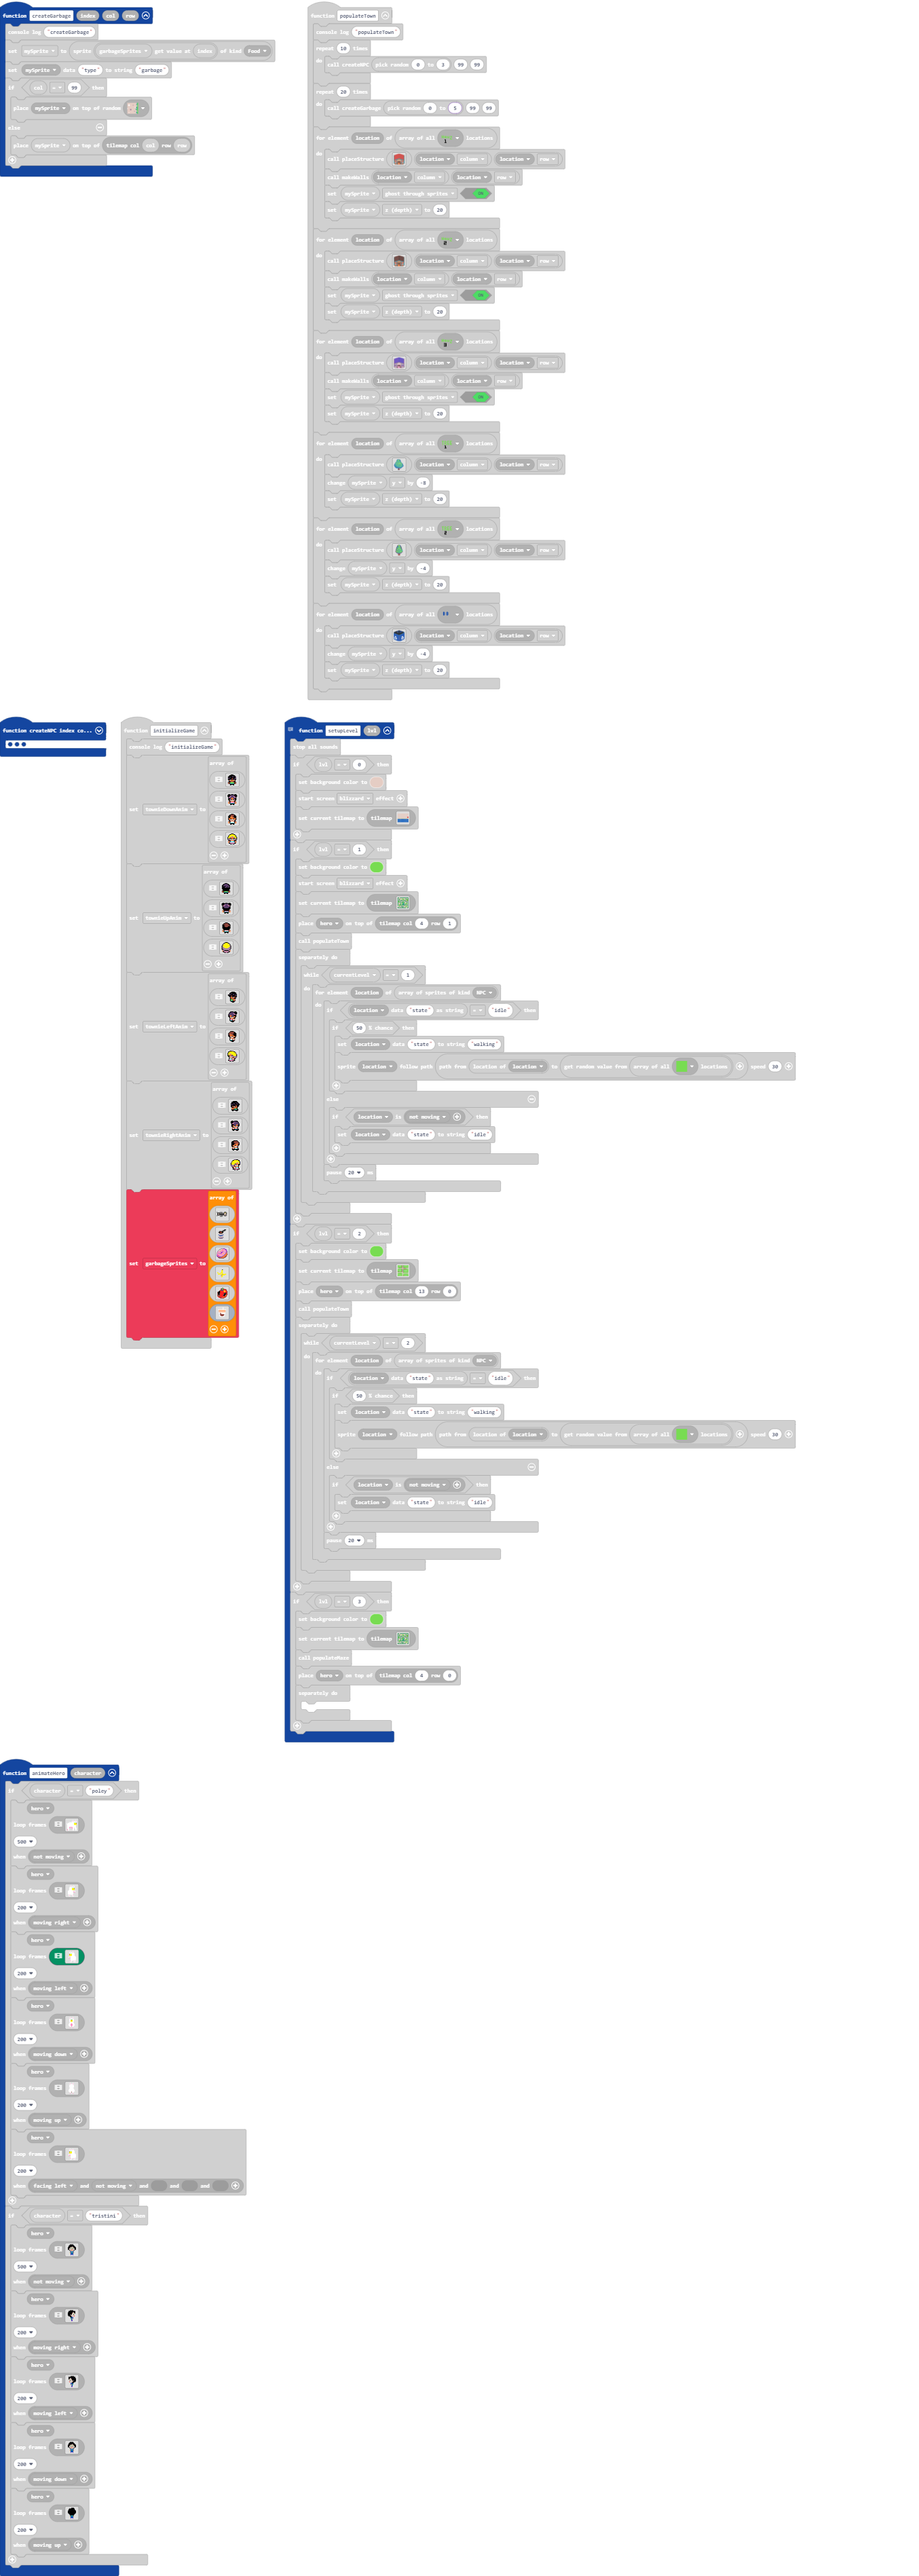 function createGarbage index col row
console log "createGarbage"
set mySprite to sprite garbageSprites get value at index of kind Food
set mySprite data "type" to string "garbage"
if col = 99 then
place mySprite on top of random
else
place mySprite on top of tilemap col col row row
function populateTown
console log "populateTown"
repeat 10 times
do call createNPC pick random 0 to 3 99 99
repeat 20 times
do call createGarbage pick random 0 to 5 99 99
for element location of array of all locations
do call placeStructure location column location row
call makeWalls location column location row
set mySprite ghost through sprites ON
set mySprite z (depth) to 20
for element location of array of all locations
do call placeStructure location column location row
call makeWalls location column location row
set mySprite ghost through sprites ON
set mySprite z (depth) to 20
for element location of array of all locations
do call placeStructure location column location row
call makeWalls location column location row
set mySprite ghost through sprites ON
set mySprite z (depth) to 20
for element location of array of all locations
do call placeStructure location column location row
change mySprite y by -8
set mySprite z (depth) to 20
for element location of array of all locations
do call placeStructure location column location row
change mySprite y by -4
set mySprite z (depth) to 20
for element location of array of all locations
do call placeStructure location column location row
change mySprite y by -4
set mySprite z (depth) to 20
function createNPC index co...
function initializeGame
console log "initializeGame"
array of
set townieDownAnim to
array of
set townieUpAnim to
array of
set townieLeftAnim to
array of
set townieRightAnim to
array of
set garbageSprites to
function setupLevel lvl
stop all sounds
if lvl = 0 then
set background color to
start screen blizzard effect
set current tilemap to tilemap
if lvl = 1 then
set background color to
start screen blizzard effect
set current tilemap to tilemap
place hero on top of tilemap col 4 row 1
call populateTown
separately do
while currentLevel = 1
do for element location of array of sprites of kind NPC
do if location data "state" as string = "idle" then
if 50 % chance then
set location data "state" to string "walking"
sprite location follow path path from location of location to get random value from array of all locations speed 30
else
if location is not moving then
set location data "state" to string "idle"
pause 20 ms
if lvl = 2 then
set background color to
set current tilemap to tilemap
place hero on top of tilemap col 13 row 0
call populateTown
separately do
while currentLevel = 2
do for element location of array of sprites of kind NPC
do if location data "state" as string = "idle" then
if 50 % chance then
set location data "state" to string "walking"
sprite location follow path path from location of location to get random value from array of all locations speed 30
else
if location is not moving then
set location data "state" to string "idle"
pause 20 ms
if lvl = 3 then
set background color to
set current tilemap to tilemap
call populateMaze
place hero on top of tilemap col 4 row 0
separately do
function animateHero character
if character = "poley" then
hero
loop frames
500
when not moving
hero
loop frames
200
when moving right
hero
loop frames
200
when moving left
hero
loop frames
200
when moving down
hero
loop frames
200
when moving up
hero
loop frames
200
when facing left and not moving and and and
if character = "tristini" then
hero
loop frames
500
when not moving
hero
loop frames
200
when moving right
hero
loop frames
200
when moving left
hero
loop frames
200
when moving down
hero
loop frames
200
when moving up